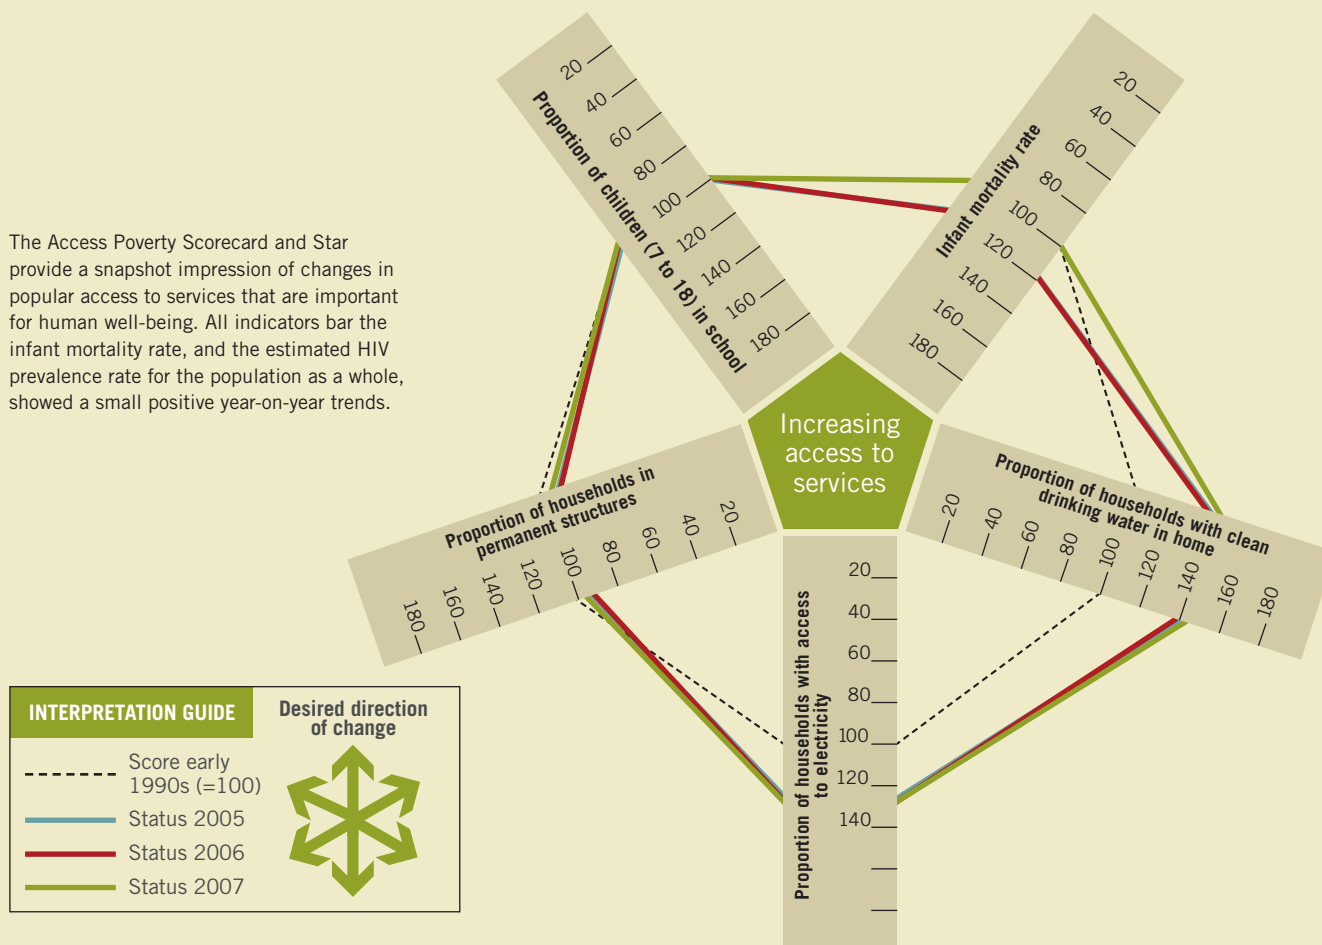 The Access Poverty Scorecard and Star
provide a snapshot impression of changes in
popular access to services that are important
for human well-being. All indicators bar the
infant mortality rate, and the estimated HIV
prevalence rate for the population as a whole,
showed a small positive year-on-year trends.
Proportion of children (7 to 18) in school
20
40
60
80
100
120
140
160
180
Infant mortality rate
20
40
60
80
100
120
140
160
180
Increasing
access to
services
Proportion of households in
permanent structures
180
160
140
120
100
80
60
40
20
Proportion of households with clean
drinking water in home
20
40
60
80
100
120
140
160
180
Proportion of households with access
to electricity
20
40
60
80
100
120
140
INTERPRETATION GUIDE
Desired direction
of change
Score early
1990s (=100)
Status 2005
Status 2006
Status 2007